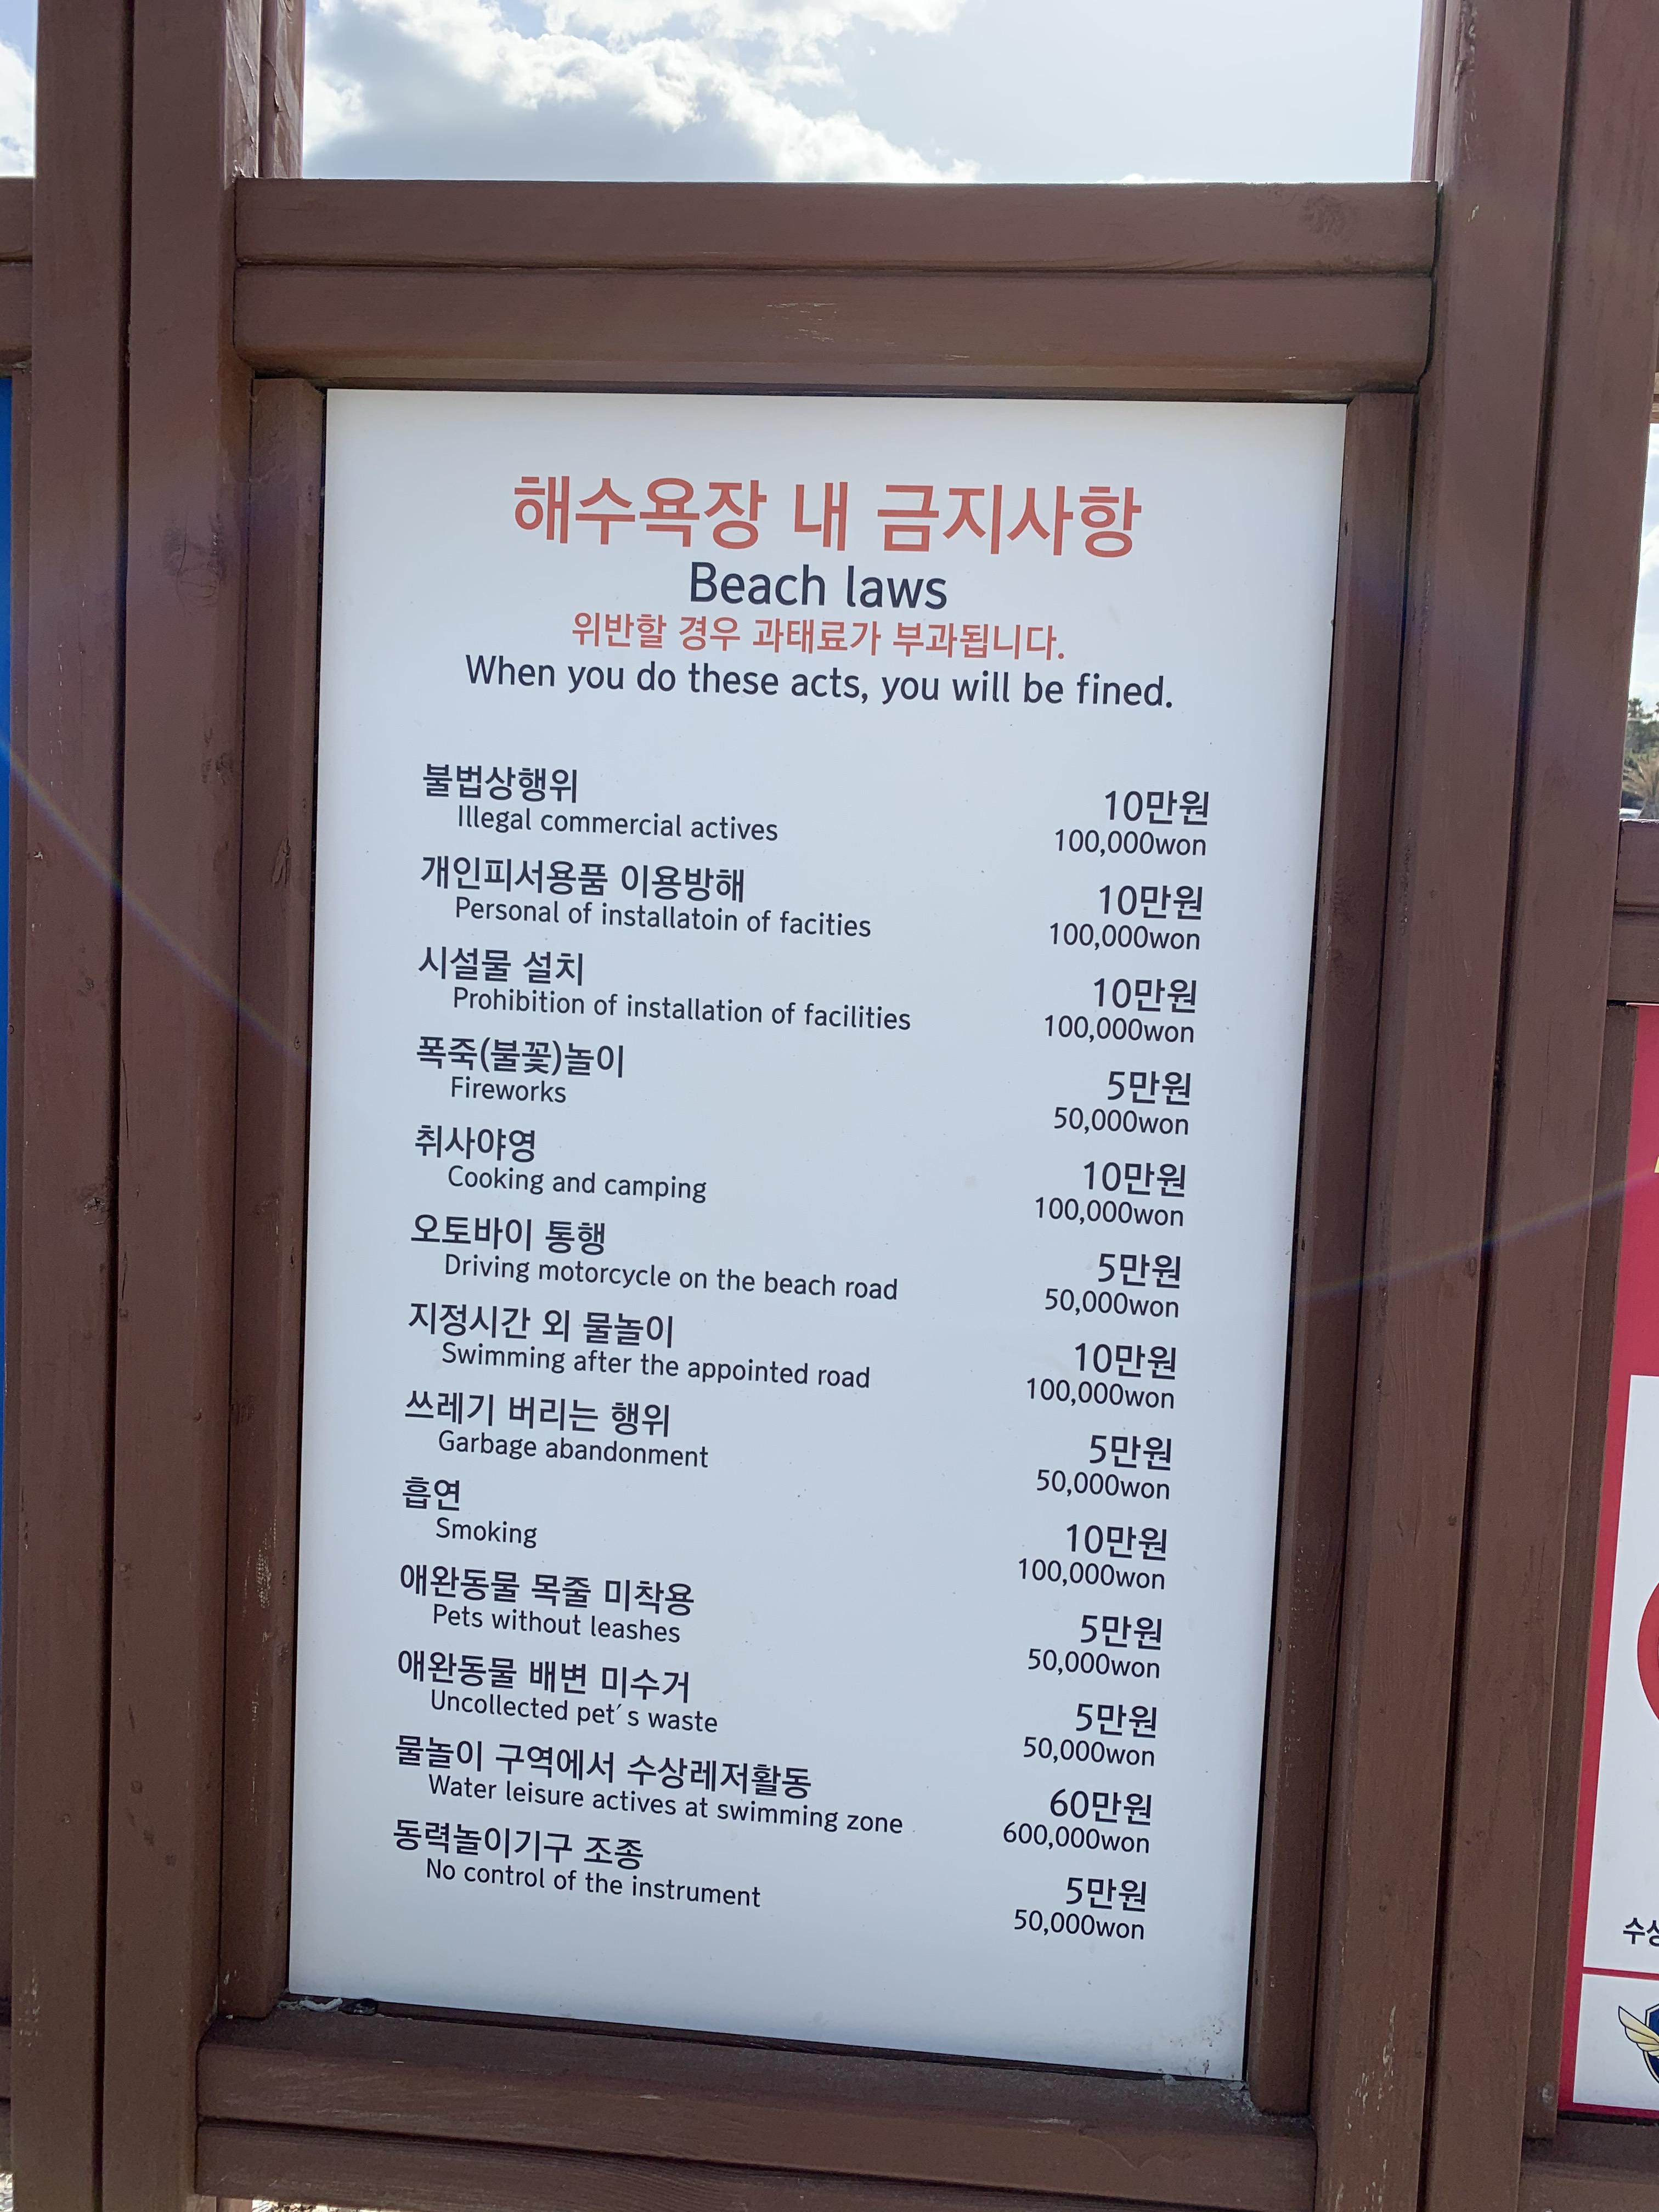 해수욕장 내 금지사항
Beach laws
위반할 경우 과태료가 부과됩니다.
When you do these acts, you will be fined.
불법상행위 10만원
Illegal commercial actives 100,000won
개인피서용품 이용방해 10만원
Personal of installatoin of facities 100,000won
시설물 설치 10만원
Prohibition of installation of facilities 100,000won
폭죽(불꽃)놀이 5만원
Fireworks 50,000won
취사야영 10만원
Cooking and camping 100,000won
오토바이 통행 5만원
Driving motorcycle on the beach road 50,000won
지정시간 외 물놀이 10만원
Swimming after the appointed road 100,000won
쓰레기 버리는 행위 5만원
Garbage abandonment 50,000won
흡연 10만원
Smoking 100,000won
애완동물 목줄 미착용 5만원
Pets without leashes 50,000won
애완동물 배변 미수거 5만원
Uncollected pet's waste 50,000won
물놀이 구역에서 수상레저활동 60만원
Water leisure actives at swimming zone 600,000won
동력놀이기구 조종 5만원
No control of the instrument 50,000won